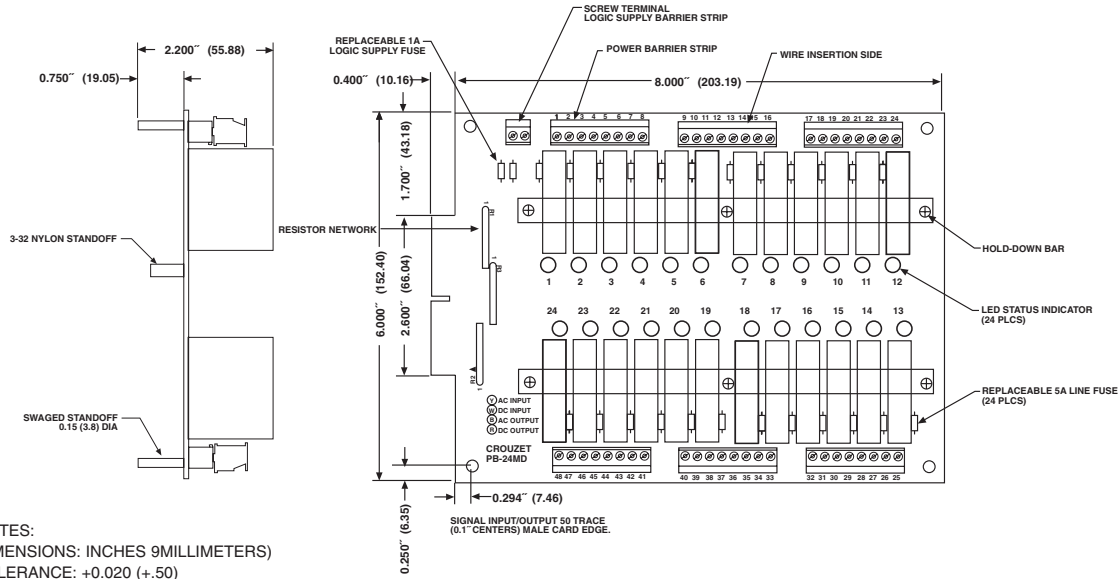 SCREW TERMINAL
LOGIC SUPPLY BARRIER STRIP
REPLACEABLE 1A
LOGIC SUPPLY FUSE
POWER BARRIER STRIP
WIRE INSERTION SIDE
2.200˝ (55.88)
0.750˝ (19.05)
0.400˝ (10.16)
8.000˝ (203.19)
1 2 3 4 5 6 7 8
9 10 11 12 13 14 15 16
17 18 19 20 21 22 23 24
1.700˝ (43.18)
6.000˝ (152.40)
2.600˝ (66.04)
0.250˝ (6.35)
3-32 NYLON STANDOFF
RESISTOR NETWORK
1
R1
1
R3
HOLD-DOWN BAR
1 2 3 4 5 6 7 8 9 10 11 12
LED STATUS INDICATOR
(24 PLCS)
24 23 22 21 20 19 18 17 16 15 14 13
R2
1
REPLACEABLE 5A LINE FUSE
(24 PLCS)
Y AC INPUT
W DC INPUT
B AC OUTPUT
R DC OUTPUT
SWAGED STANDOFF
0.15 (3.8) DIA
CROUZET
PB-24MD
48 47 46 45 44 43 42 41
40 39 38 37 36 35 34 33
32 31 30 29 28 27 26 25
0.294˝ (7.46)
SIGNAL INPUT/OUTPUT 50 TRACE
(0.1˝ CENTERS) MALE CARD EDGE.
TES:
MENSIONS: INCHES 9MILLIMETERS)
LERANCE: +0.020 (+.50)